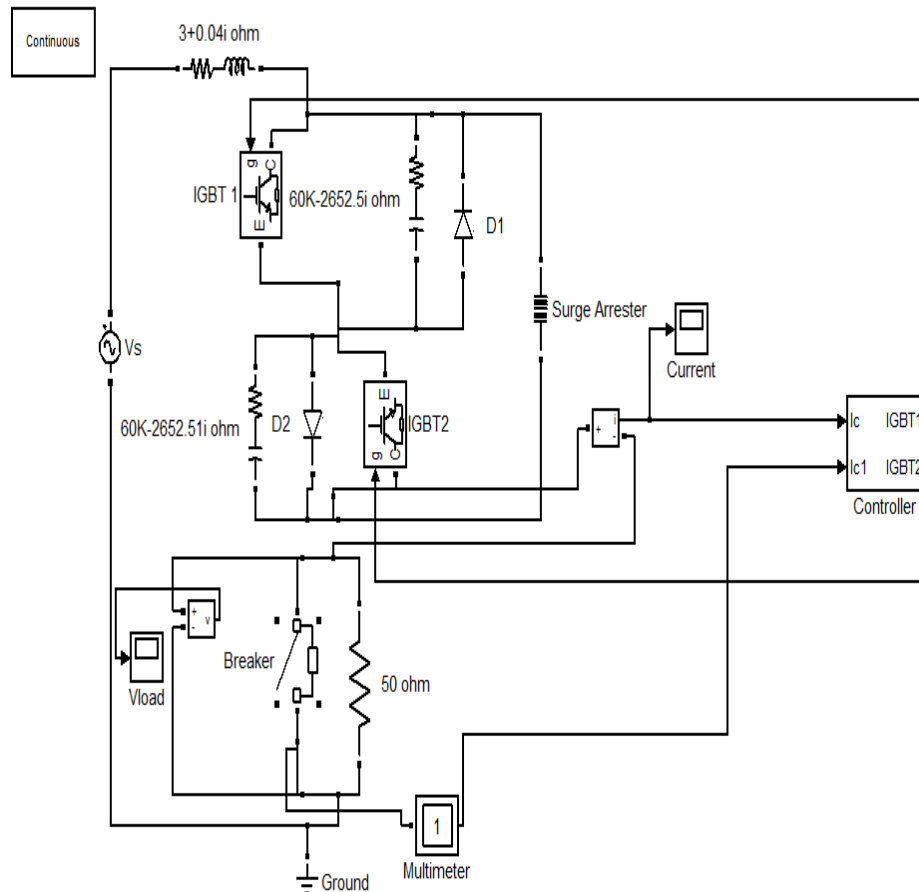 Continuous
3+0.04i ohm
g C
IGBT 1
E
60K-2652.5i ohm
D1
Surge Arrester
Vs
Current
60K-2652.51i ohm
D2
E
IGBT2
g C
+ i
-
Ic IGBT1
Ic1 IGBT2
Controller
+ v
-
Vload
Breaker
50 ohm
1
Multimeter
Ground